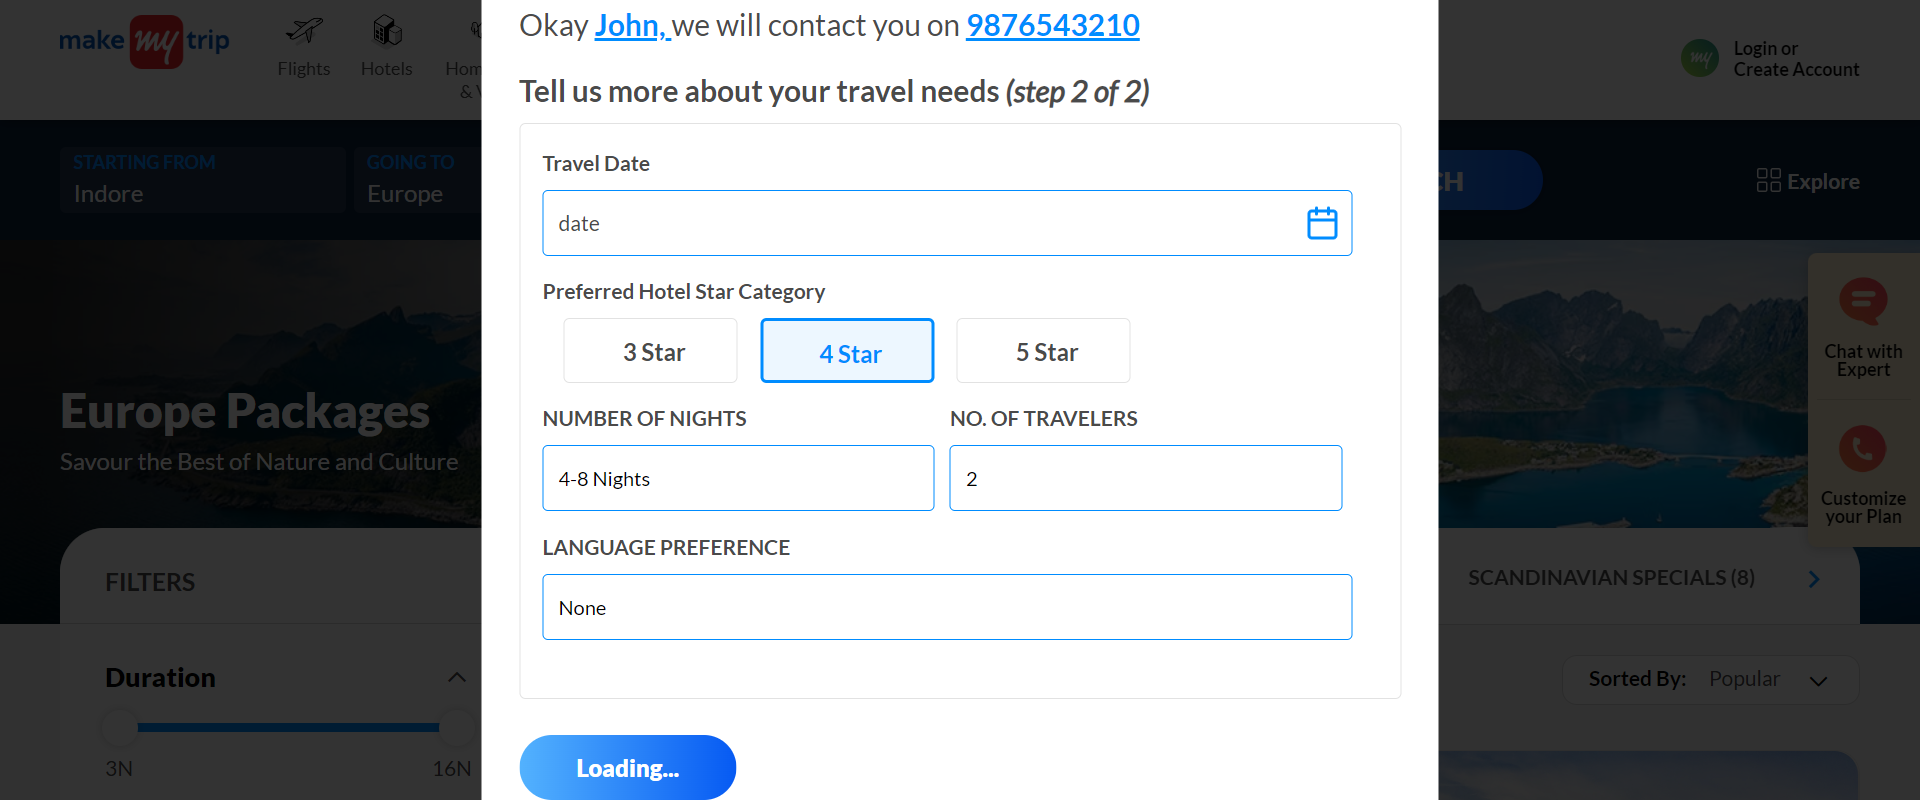 make my trip
Flights
Hotels
Hom
& V
Login or
Create Account
STARTING FROM
Indore
GOING TO
Europe
CH
Explore
Europe Packages
Savour the Best of Nature and Culture
FILTERS
Duration
3N
16N
Okay John, we will contact you on 9876543210
Tell us more about your travel needs (step 2 of 2)
Travel Date
date
Preferred Hotel Star Category
3 Star
4 Star
5 Star
NUMBER OF NIGHTS
NO. OF TRAVELERS
4-8 Nights
2
LANGUAGE PREFERENCE
None
Loading...
my
Chat with
Expert
Customize
your Plan
SCANDINAVIAN SPECIALS (8)
Sorted By: Popular